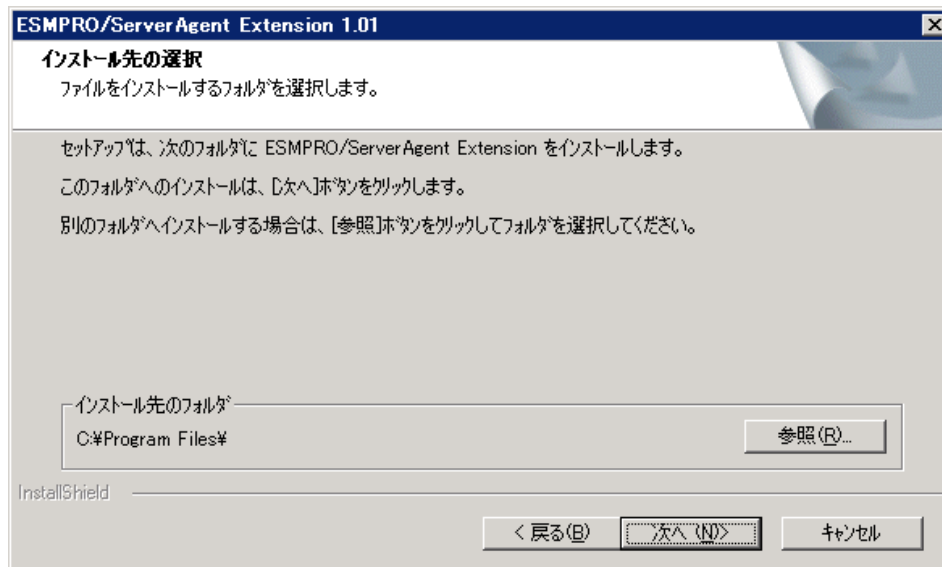 ESMPRO/ServerAgent Extension 1.01
インストール先の選択
ファイルをインストールするフォルダを選択します。
セットアップは、次のフォルダに ESMPRO/ServerAgent Extension をインストールします。
このフォルダへのインストールは、[次へ]ボタンをクリックします。
別のフォルダへインストールする場合は、[参照]ボタンをクリックしてフォルダを選択してください。
インストール先のフォルダ
C:¥Program Files¥
参照(R)...
InstallShield
< 戻る(B)
次へ (N)>
キャンセル